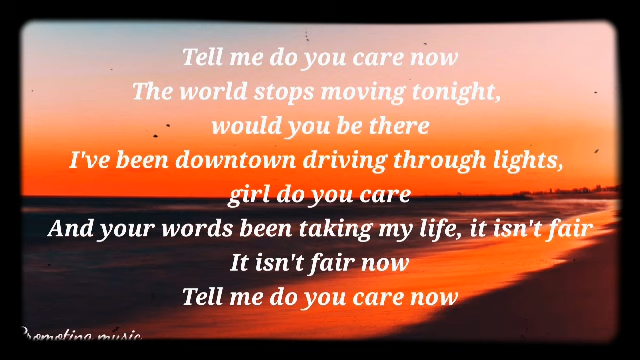 Tell me do you care now
The world stops moving tonight,
would you be there
I've been downtown driving through lights,
girl do you care
And your words been taking my life, it isn't fair
It isn't fair now
Tell me do you care now
Promoting music